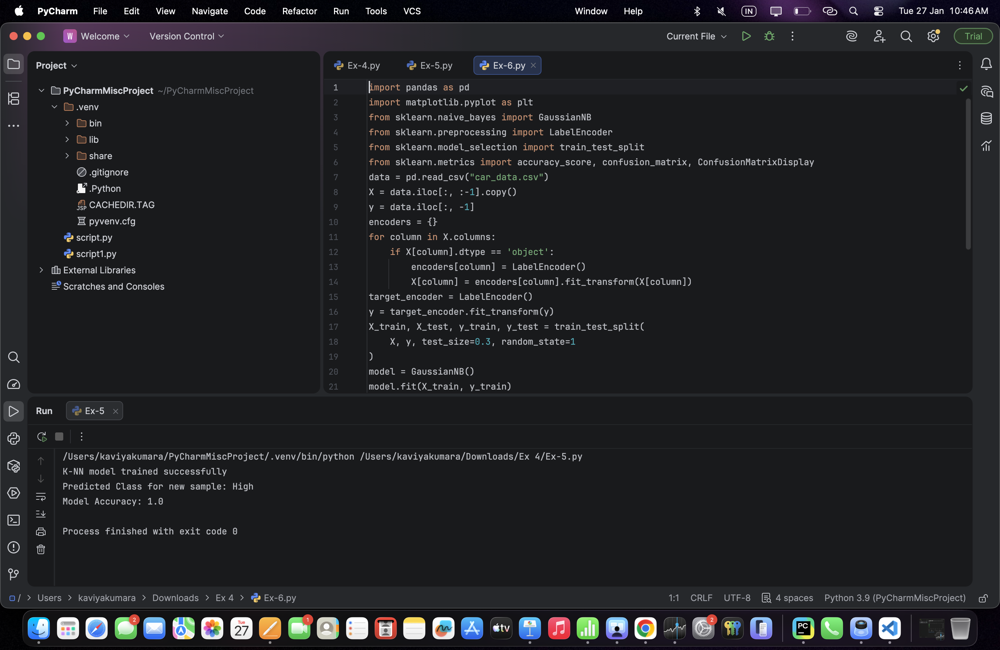 PyCharm File Edit View Navigate Code Refactor Run Tools VCS Window Help IN Tue 27 Jan 10:46 AM
W Welcome Version Control Current File Trial
Project
PyCharmMiscProject ~/PyCharmMiscProject
.venv
bin
lib
share
.gitignore
.Python
JSP CACHEDIR.TAG
pyvenv.cfg
script.py
script1.py
External Libraries
Scratches and Consoles
Ex-4.py Ex-5.py Ex-6.py
1 import pandas as pd
2 import matplotlib.pyplot as plt
3 from sklearn.naive_bayes import GaussianNB
4 from sklearn.preprocessing import LabelEncoder
5 from sklearn.model_selection import train_test_split
6 from sklearn.metrics import accuracy_score, confusion_matrix, ConfusionMatrixDisplay
7 data = pd.read_csv("car_data.csv")
8 X = data.iloc[:, :-1].copy()
9 y = data.iloc[:, -1]
10 encoders = {}
11 for column in X.columns:
12     if X[column].dtype == 'object':
13         encoders[column] = LabelEncoder()
14         X[column] = encoders[column].fit_transform(X[column])
15 target_encoder = LabelEncoder()
16 y = target_encoder.fit_transform(y)
17 X_train, X_test, y_train, y_test = train_test_split(
18     X, y, test_size=0.3, random_state=1
19 )
20 model = GaussianNB()
21 model.fit(X_train, y_train)
Run Ex-5
/Users/kaviyakumara/PyCharmMiscProject/.venv/bin/python /Users/kaviyakumara/Downloads/Ex 4/Ex-5.py
K-NN model trained successfully
Predicted Class for new sample: High
Model Accuracy: 1.0
Process finished with exit code 0
/ > Users > kaviyakumara > Downloads > Ex 4 > Ex-6.py 1:1 CRLF UTF-8 4 spaces Python 3.9 (PyCharmMiscProject)
2 Tue 27 1 tv 2 PC